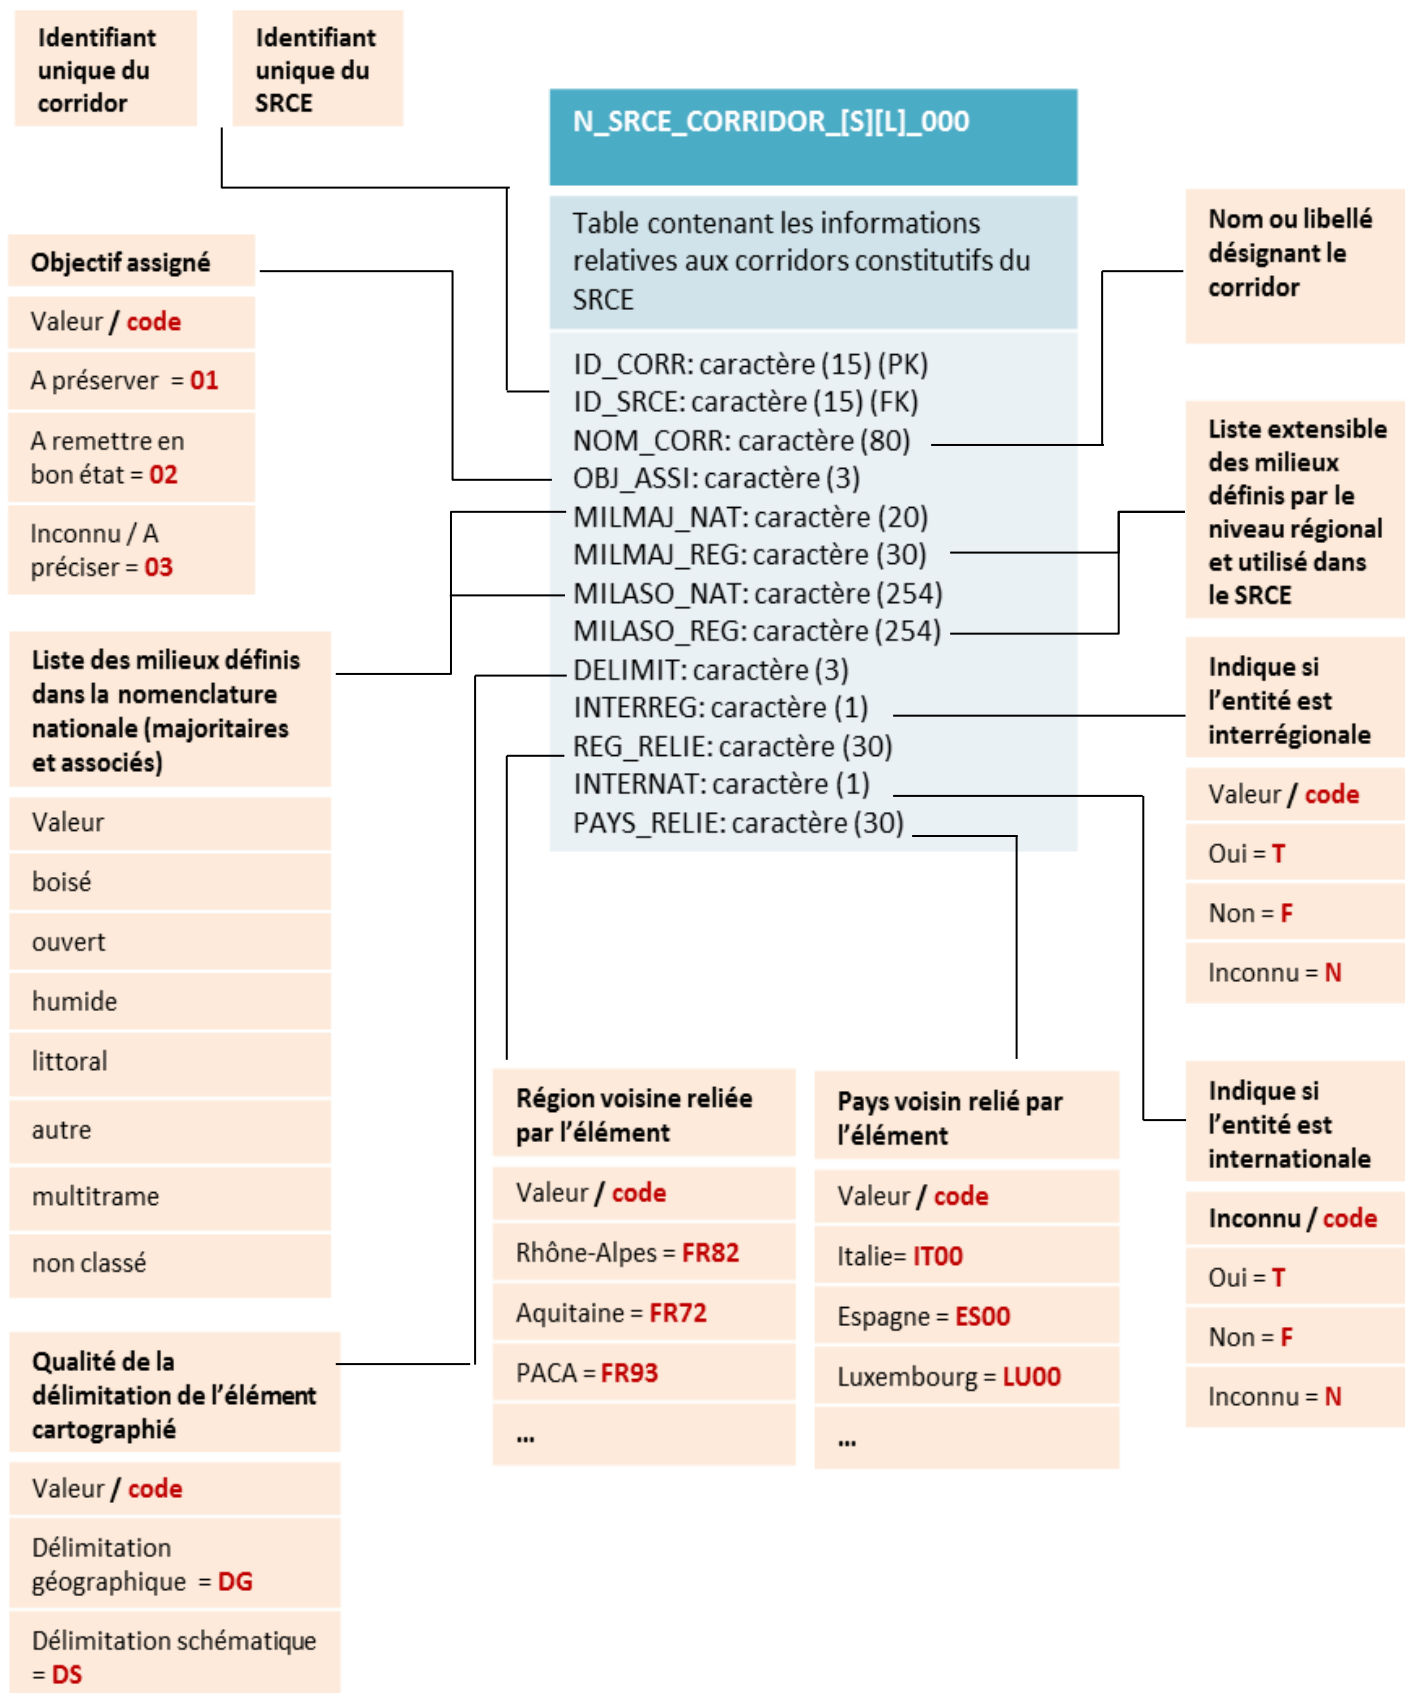 Identifiant
unique du
corridor
Identifiant
unique du
SRCE
N_SRCE_CORRIDOR_[S][L]_000
Table contenant les informations
relatives aux corridors constitutifs du
SRCE
ID_CORR: caractère (15) (PK)
ID_SRCE: caractère (15) (FK)
NOM_CORR: caractère (80)
OBJ_ASSI: caractère (3)
MILMAJ_NAT: caractère (20)
MILMAJ_REG: caractère (30)
MILASO_NAT: caractère (254)
MILASO_REG: caractère (254)
DELIMIT: caractère (3)
INTERREG: caractère (1)
REG_RELIE: caractère (30)
INTERNAT: caractère (1)
PAYS_RELIE: caractère (30)
Objectif assigné
Valeur / code
A préserver = 01
A remettre en
bon état = 02
Inconnu / A
préciser = 03
Liste des milieux définis
dans la nomenclature
nationale (majoritaires
et associés)
Valeur
boisé
ouvert
humide
littoral
autre
multitrame
non classé
Qualité de la
délimitation de l'élément
cartographié
Valeur / code
Délimitation
géographique = DG
Délimitation schématique
= DS
Région voisine reliée
par l'élément
Valeur / code
Rhône-Alpes = FR82
Aquitaine = FR72
PACA = FR93
...
Pays voisin relié par
l'élément
Valeur / code
Italie= IT00
Espagne = ES00
Luxembourg = LU00
...
Nom ou libellé
désignant le
corridor
Liste extensible
des milieux
définis par le
niveau régional
et utilisé dans
le SRCE
Indique si
l'entité est
interrégionale
Valeur / code
Oui = T
Non = F
Inconnu = N
Indique si
l'entité est
internationale
Inconnu / code
Oui = T
Non = F
Inconnu = N